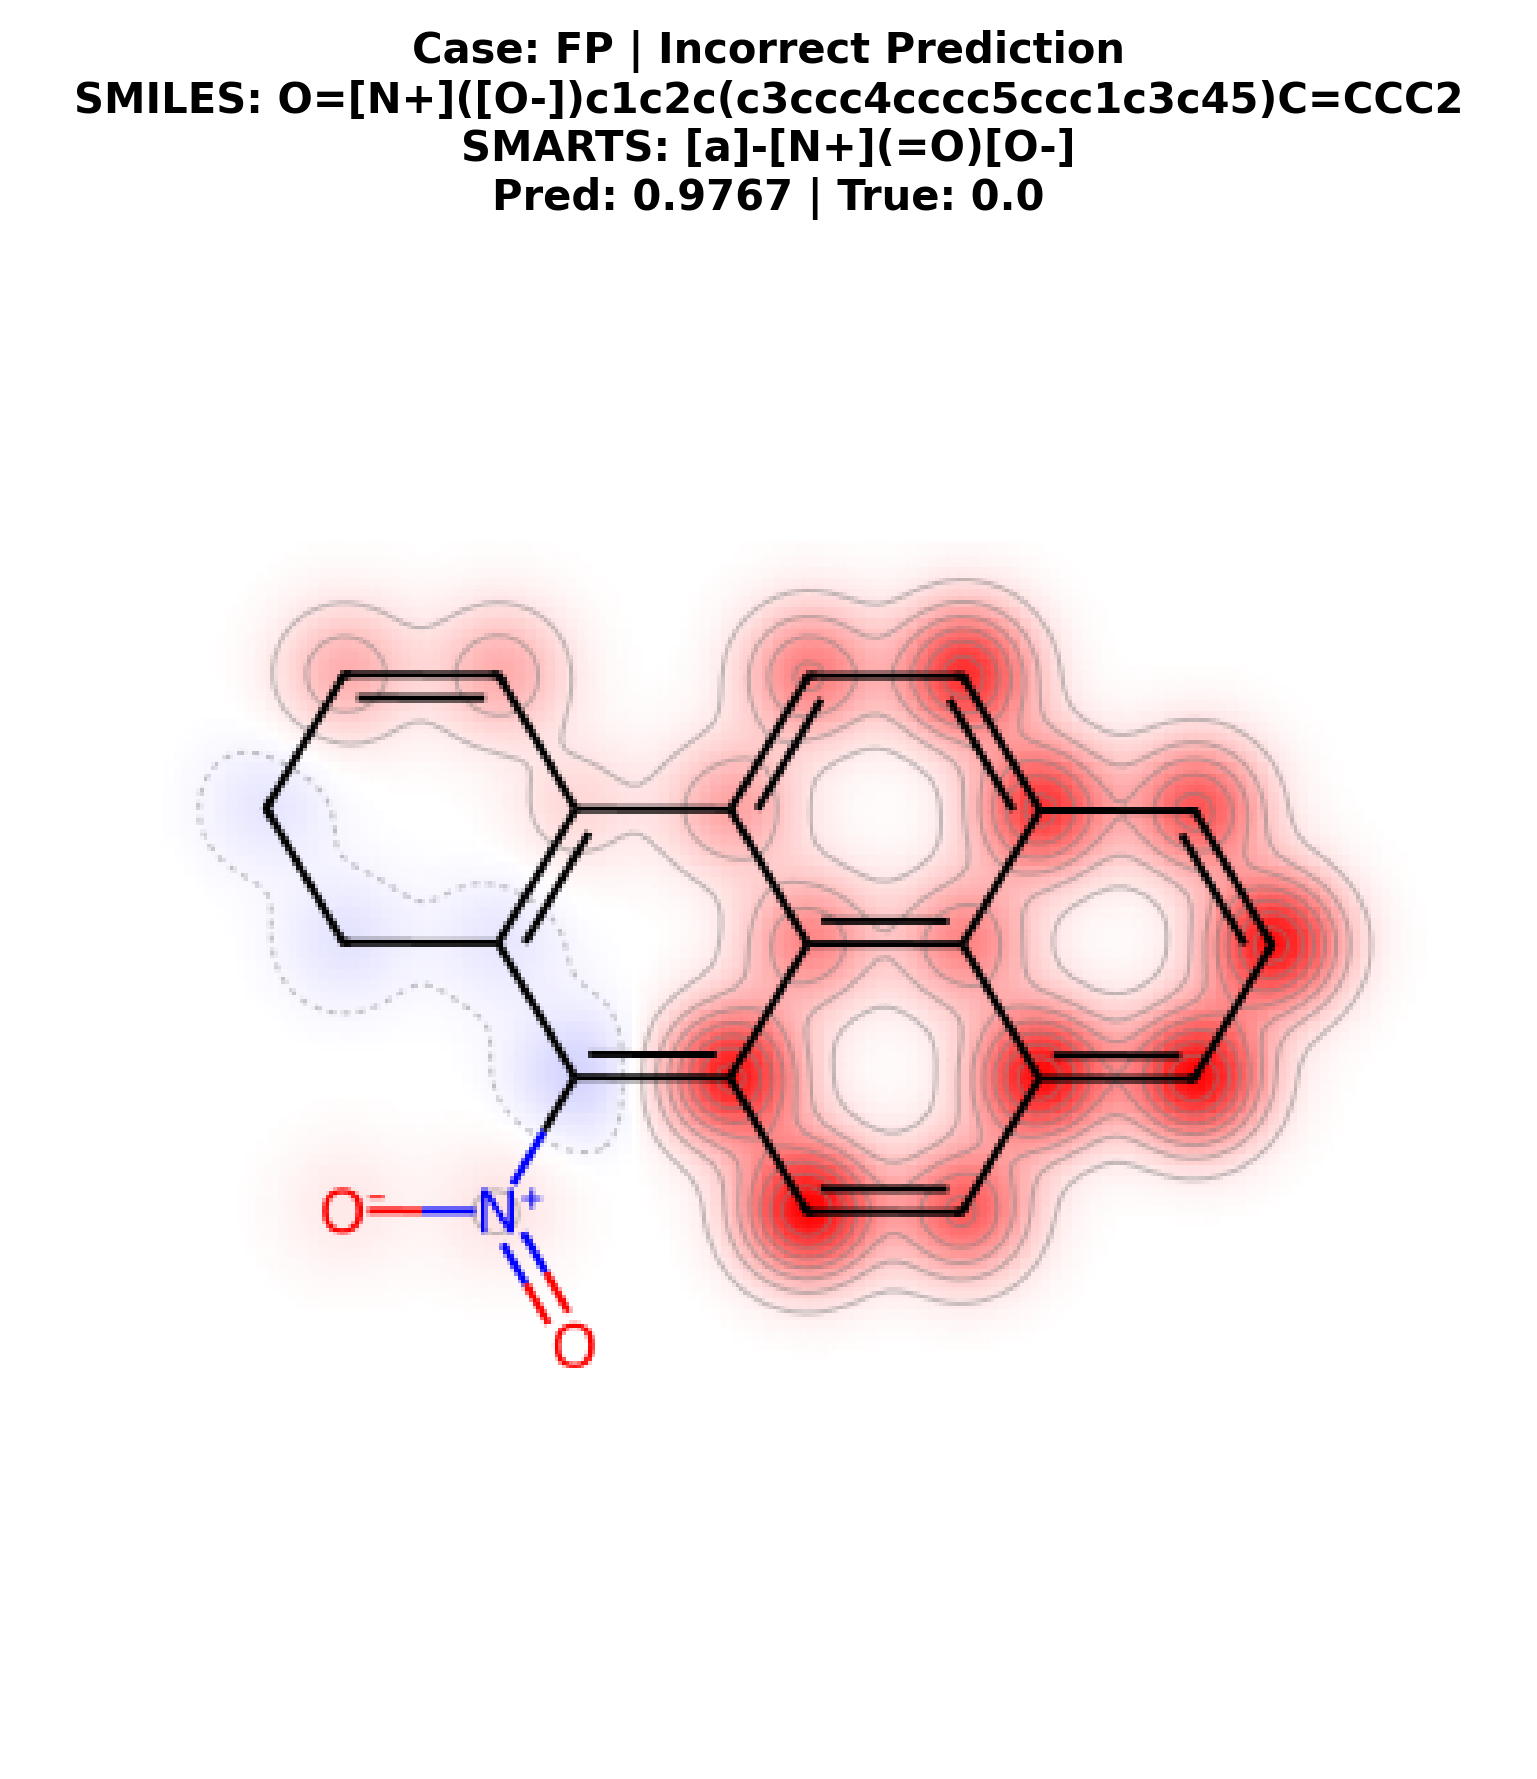 Case: FP | Incorrect Prediction
SMILES: O=[N+]([O-])c1c2c(c3ccc4cccc5ccc1c3c45)C=CCC2
SMARTS: [a]-[N+](=O)[O-]
Pred: 0.9767 | True: 0.0
O⁻ N⁺
O